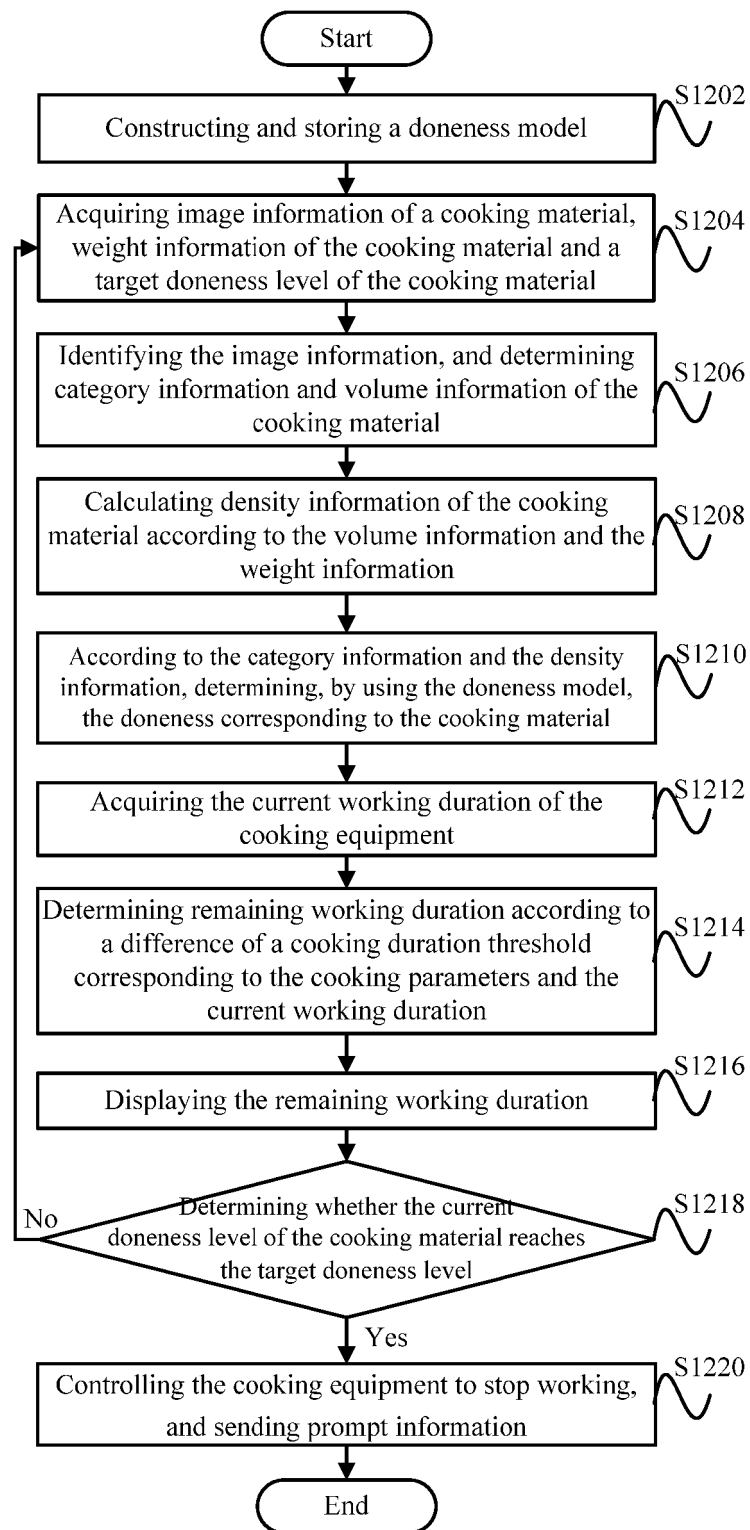 Start
S1202
Constructing and storing a doneness model
S1204
Acquiring image information of a cooking material,
weight information of the cooking material and a
target doneness level of the cooking material
Identifying the image information, and determining
category information and volume information of the
cooking material
S1206
Calculating density information of the cooking
material according to the volume information and the
weight information
S1208
According to the category information and the density
information, determining, by using the doneness model,
the doneness corresponding to the cooking material
S1210
Acquiring the current working duration of the
cooking equipment
S1212
Determining remaining working duration according to
a difference of a cooking duration threshold
corresponding to the cooking parameters and the
current working duration
S1214
Displaying the remaining working duration
S1216
No
Determining whether the current
doneness level of the cooking material reaches
the target doneness level
S1218
Yes
Controlling the cooking equipment to stop working,
and sending prompt information
S1220
End